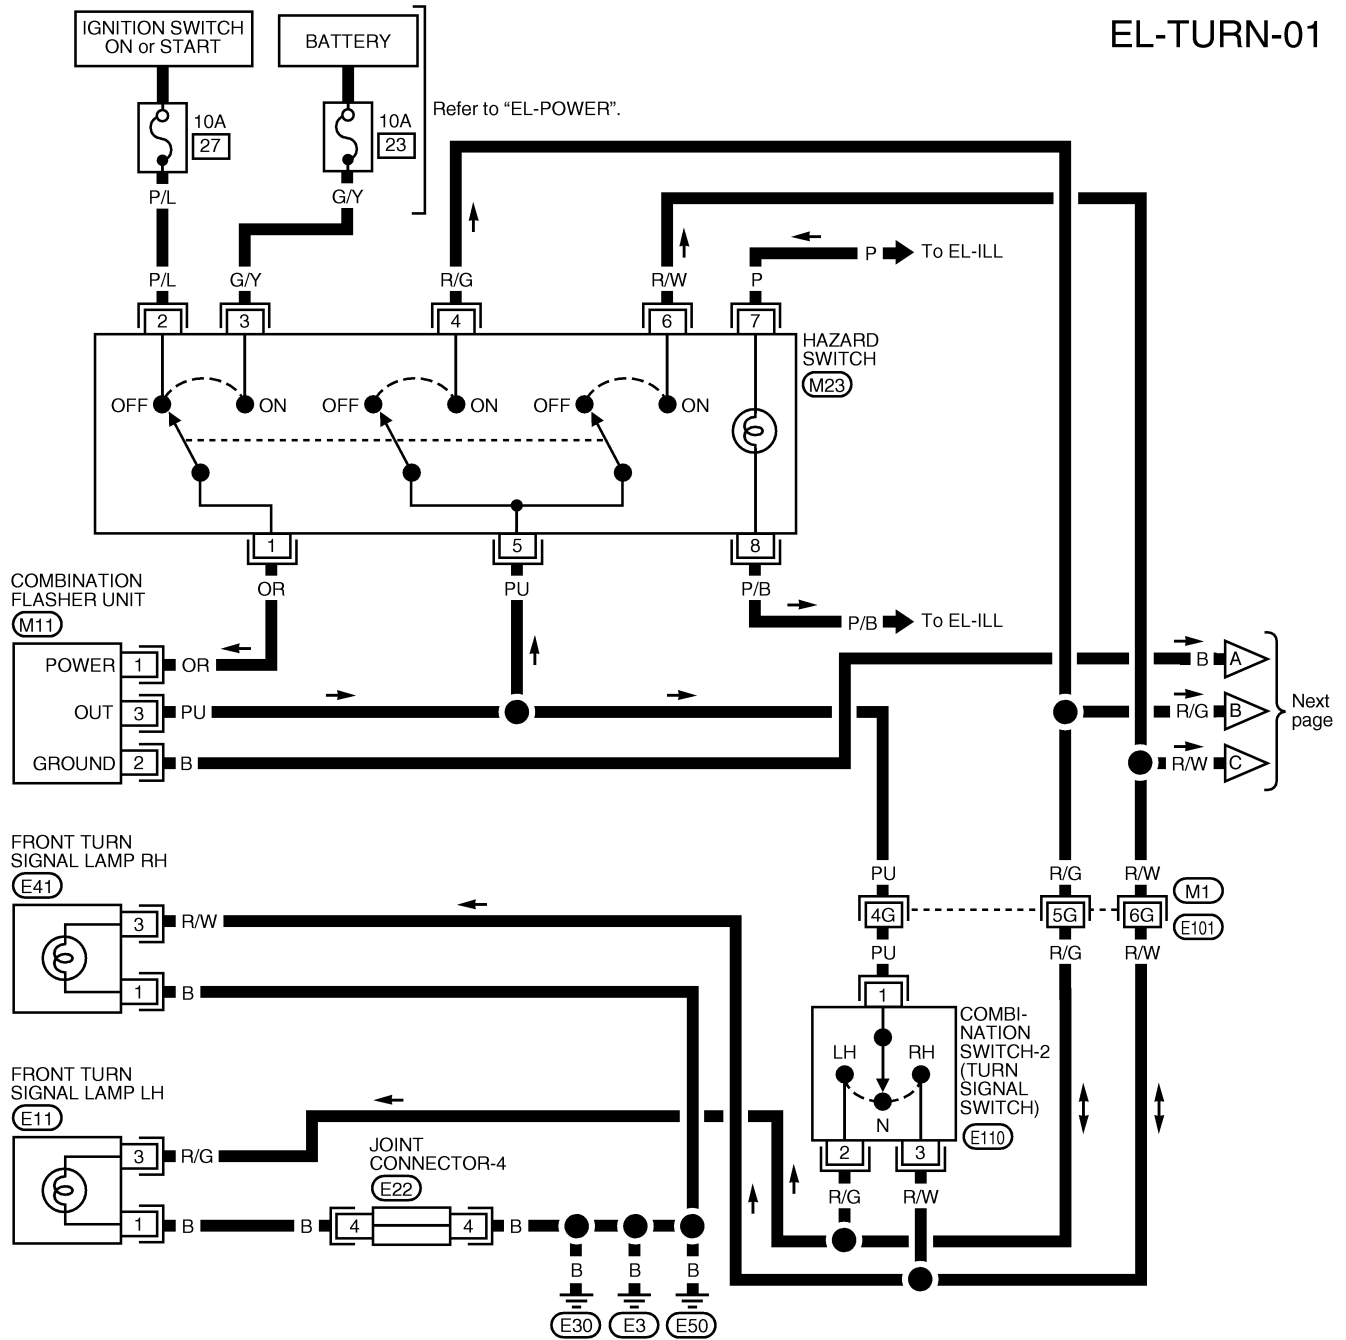 EL-TURN-01
IGNITION SWITCH
ON or START
BATTERY
Refer to “EL-POWER”.
10A
27
10A
23
P/L
G/Y
P/L
G/Y
R/G
R/W
P
P
To EL-ILL
2
3
4
6
7
HAZARD
SWITCH
M23
OFF
ON
OFF
ON
OFF
ON
1
5
8
OR
PU
P/B
P/B
To EL-ILL
COMBINATION
FLASHER UNIT
M11
POWER
1
OR
OUT
3
PU
GROUND
2
B
B
A
R/G
B
R/W
C
Next
page
FRONT TURN
SIGNAL LAMP RH
E41
3
R/W
1
B
PU
R/G
R/W
M1
4G
5G
6G
E101
PU
R/G
R/W
1
COMBI-
NATION
SWITCH-2
(TURN
SIGNAL
SWITCH)
E110
LH
RH
N
2
3
R/G
R/W
FRONT TURN
SIGNAL LAMP LH
E11
3
R/G
1
B
B
JOINT
CONNECTOR-4
E22
4
4
B
B
B
B
E30
E3
E50